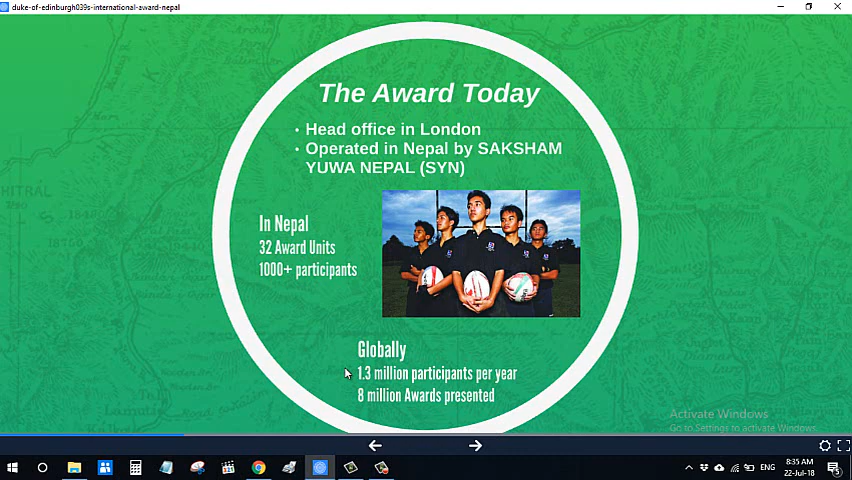 duke-of-edinburgh039s-international-award-nepal
The Award Today
• Head office in London
• Operated in Nepal by SAKSHAM
YUWA NEPAL (SYN)
In Nepal
32 Award Units
1000+ participants
Globally
1.3 million participants per year
8 million Awards presented
Activate Windows
Go to Settings to activate Windows.
ENG
8:35 AM
22-Jul-18